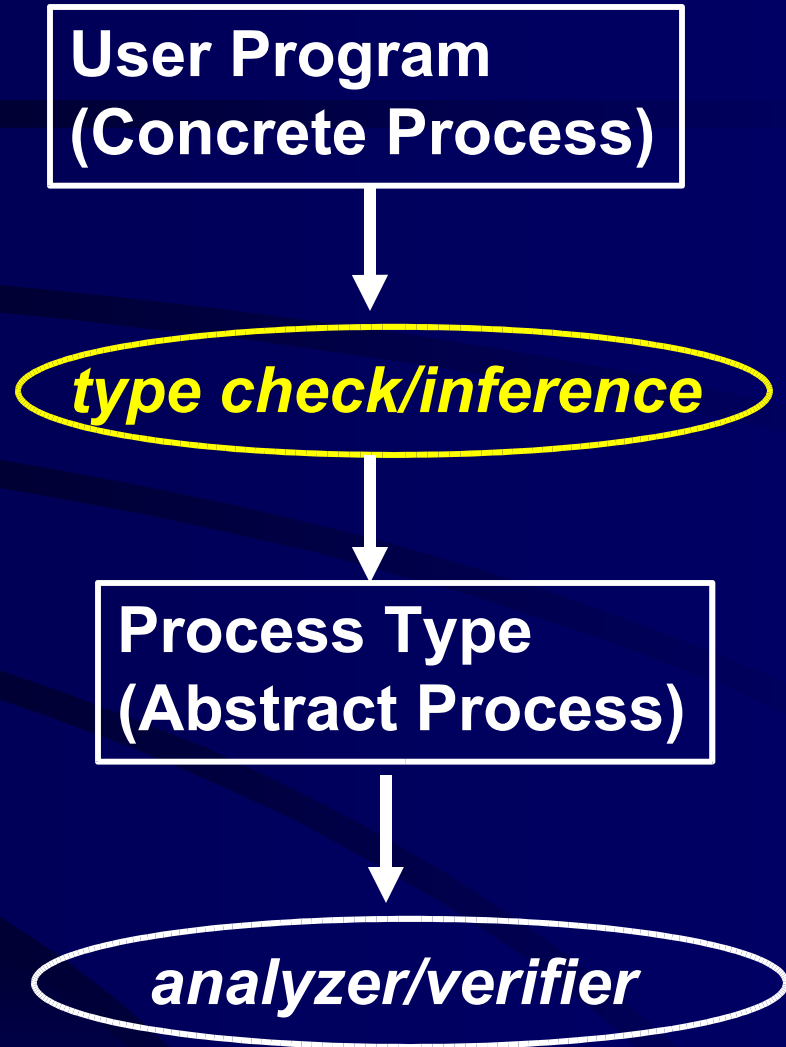 User Program
(Concrete Process)
type check/inference
Process Type
(Abstract Process)
analyzer/verifier